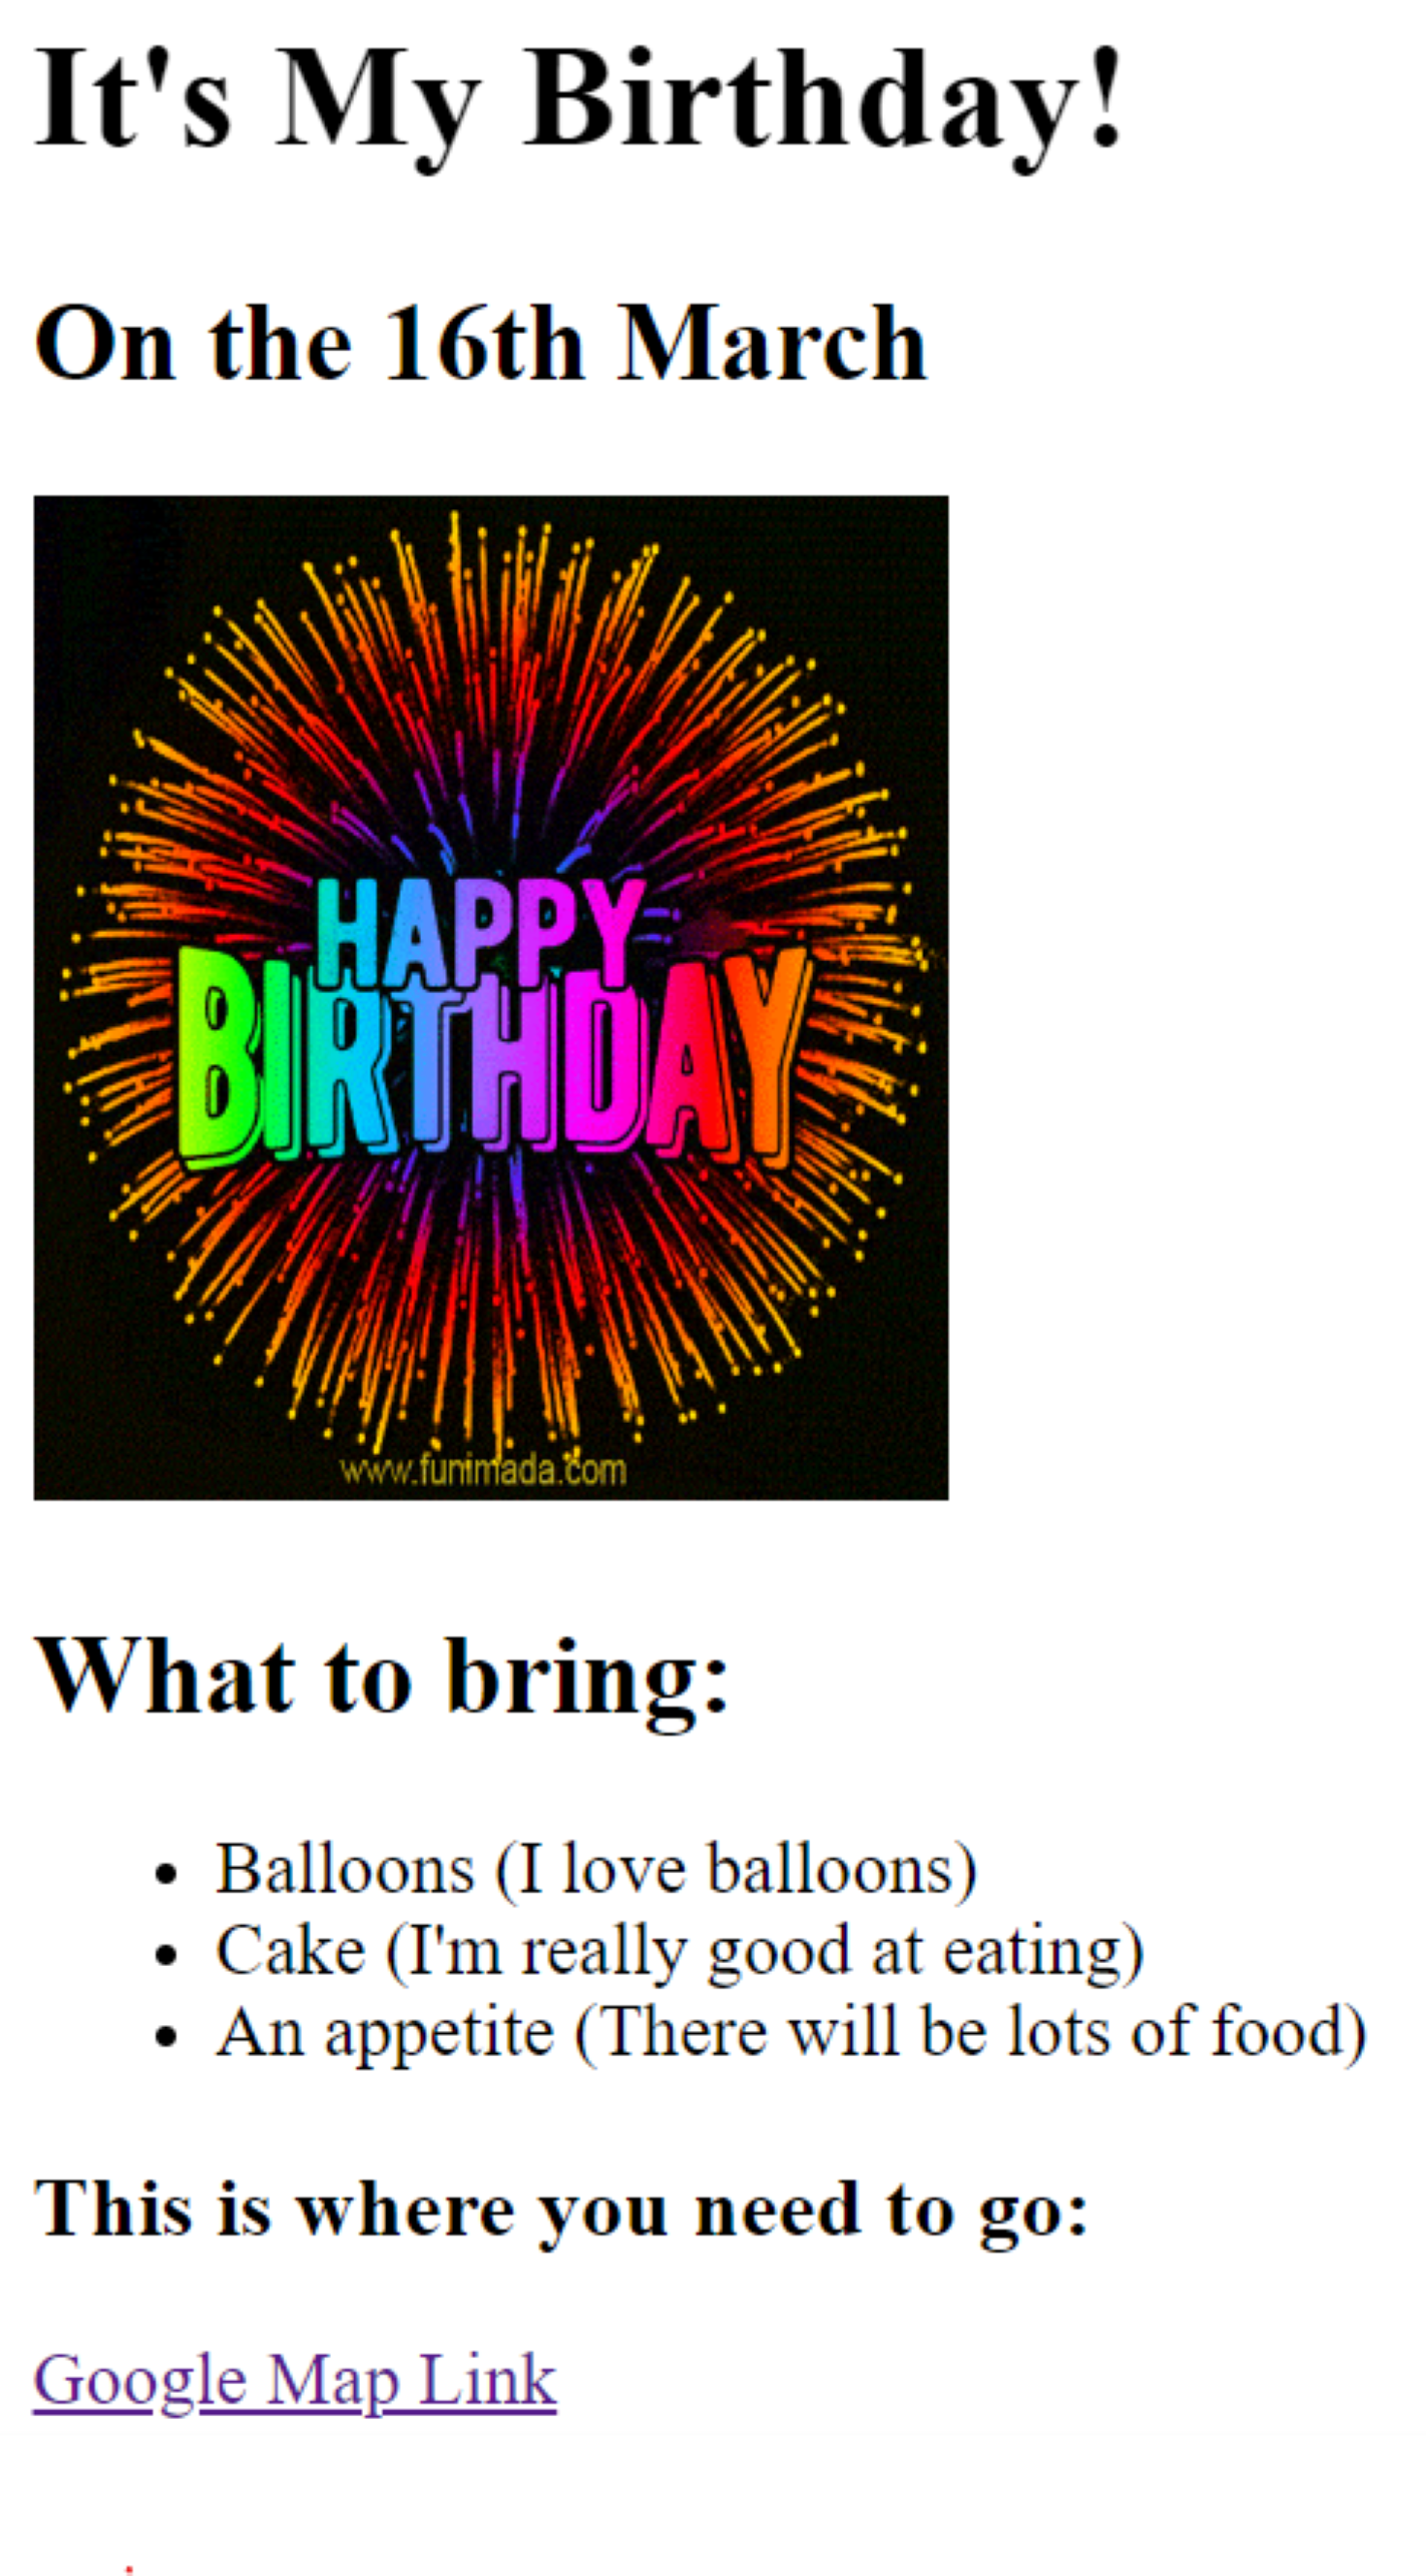 It's My Birthday!
On the 16th March
HAPPY
BIRTHDAY
www.funimada.com
What to bring:
Balloons (I love balloons)
Cake (I'm really good at eating)
An appetite (There will be lots of food)
This is where you need to go:
Google Map Link